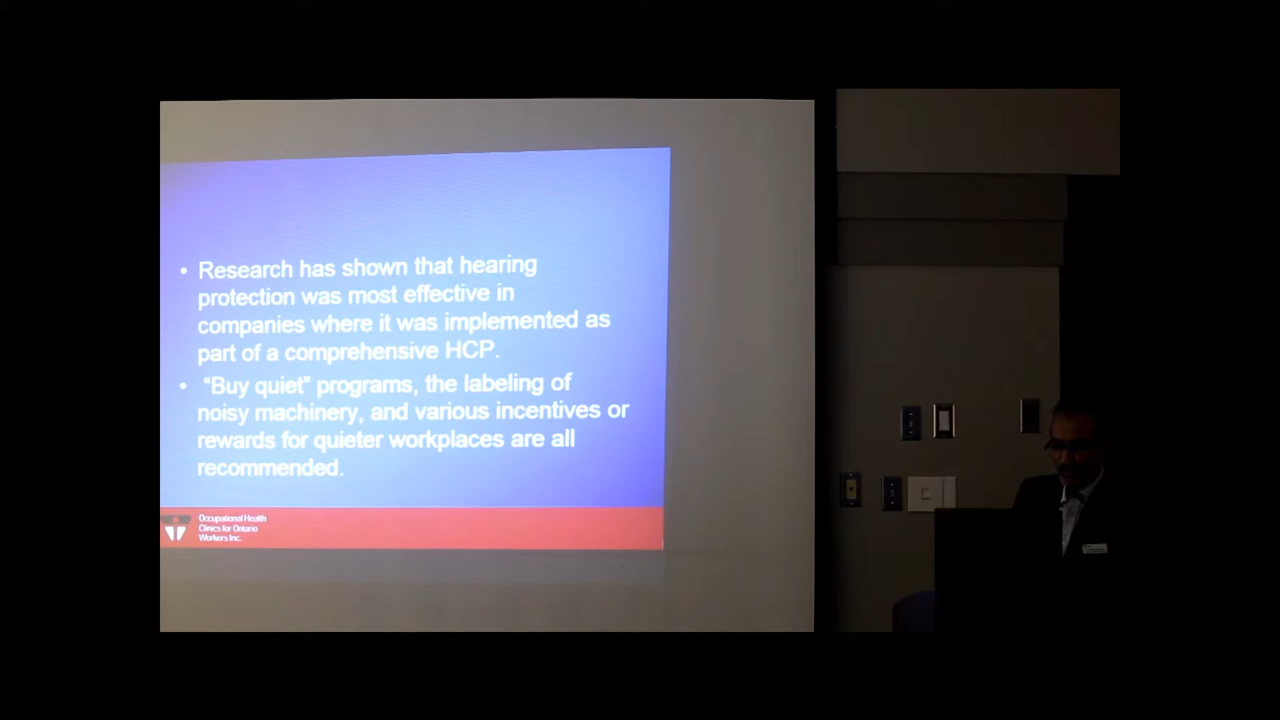 • Research has shown that hearing
protection was most effective in
companies where it was implemented as
part of a comprehensive HCP.
• “Buy quiet” programs, the labeling of
noisy machinery, and various incentives or
rewards for quieter workplaces are all
recommended.
Occupational Health
Clinics for Ontario
Workers Inc.